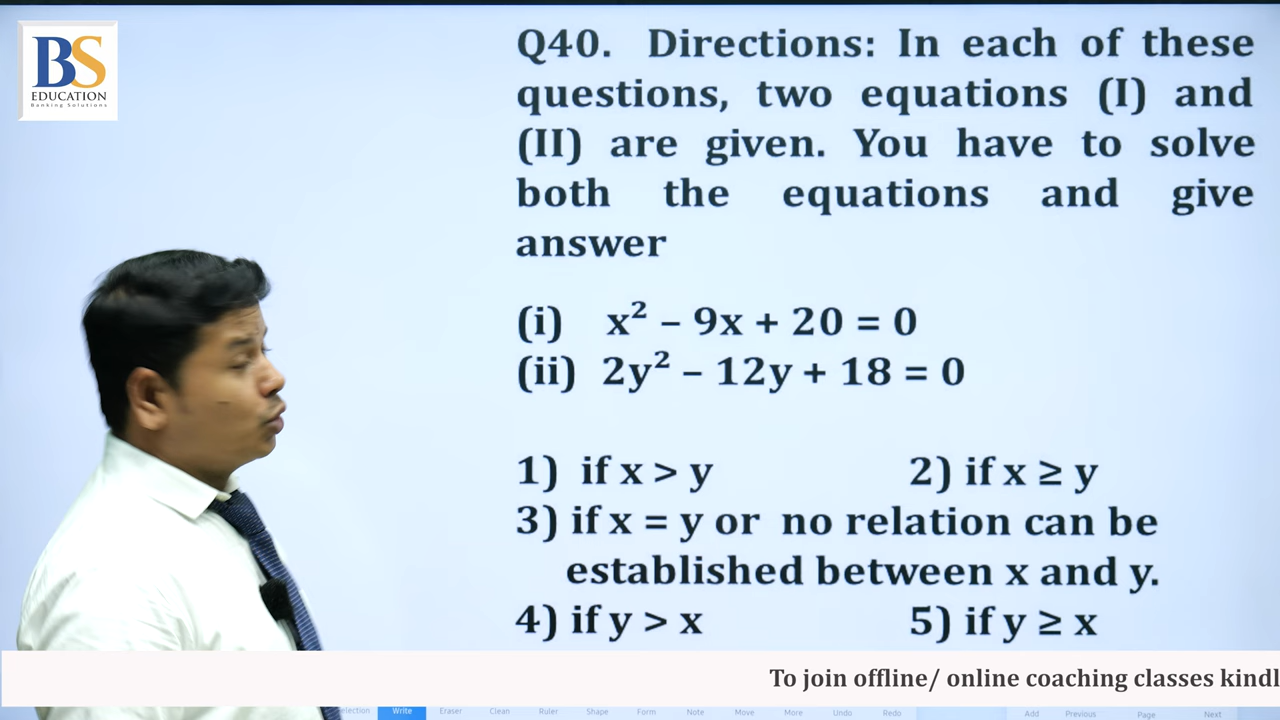 BS
EDUCATION
Banking Solutions
Q40. Directions: In each of these
questions, two equations (I) and
(II) are given. You have to solve
both the equations and give
answer
(i) x² – 9x + 20 = 0
(ii) 2y² – 12y + 18 = 0
1) if x > y 2) if x ≥ y
3) if x = y or no relation can be
established between x and y.
4) if y > x 5) if y ≥ x
To join offline/ online coaching classes kindl
election Write Eraser Clean Ruler Shape Form Note Move More Undo Redo Add Previous Page Next